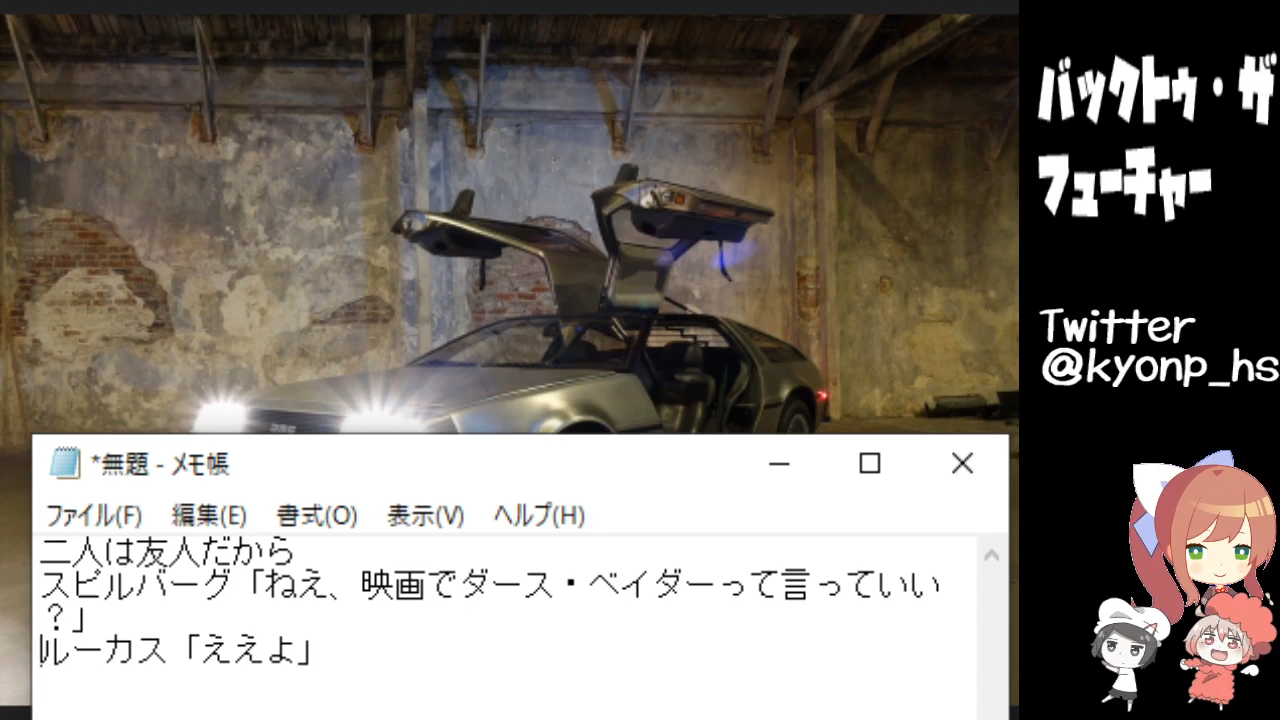 バックトゥ・ザ
フューチャー
Twitter
@kyonp_hs
*無題 - メモ帳
ファイル(F) 編集(E) 書式(O) 表示(V) ヘルプ(H)
二人は友人だから
スピルバーグ「ねえ、映画でダース・ベイダーって言っていい
？」
ルーカス「ええよ」